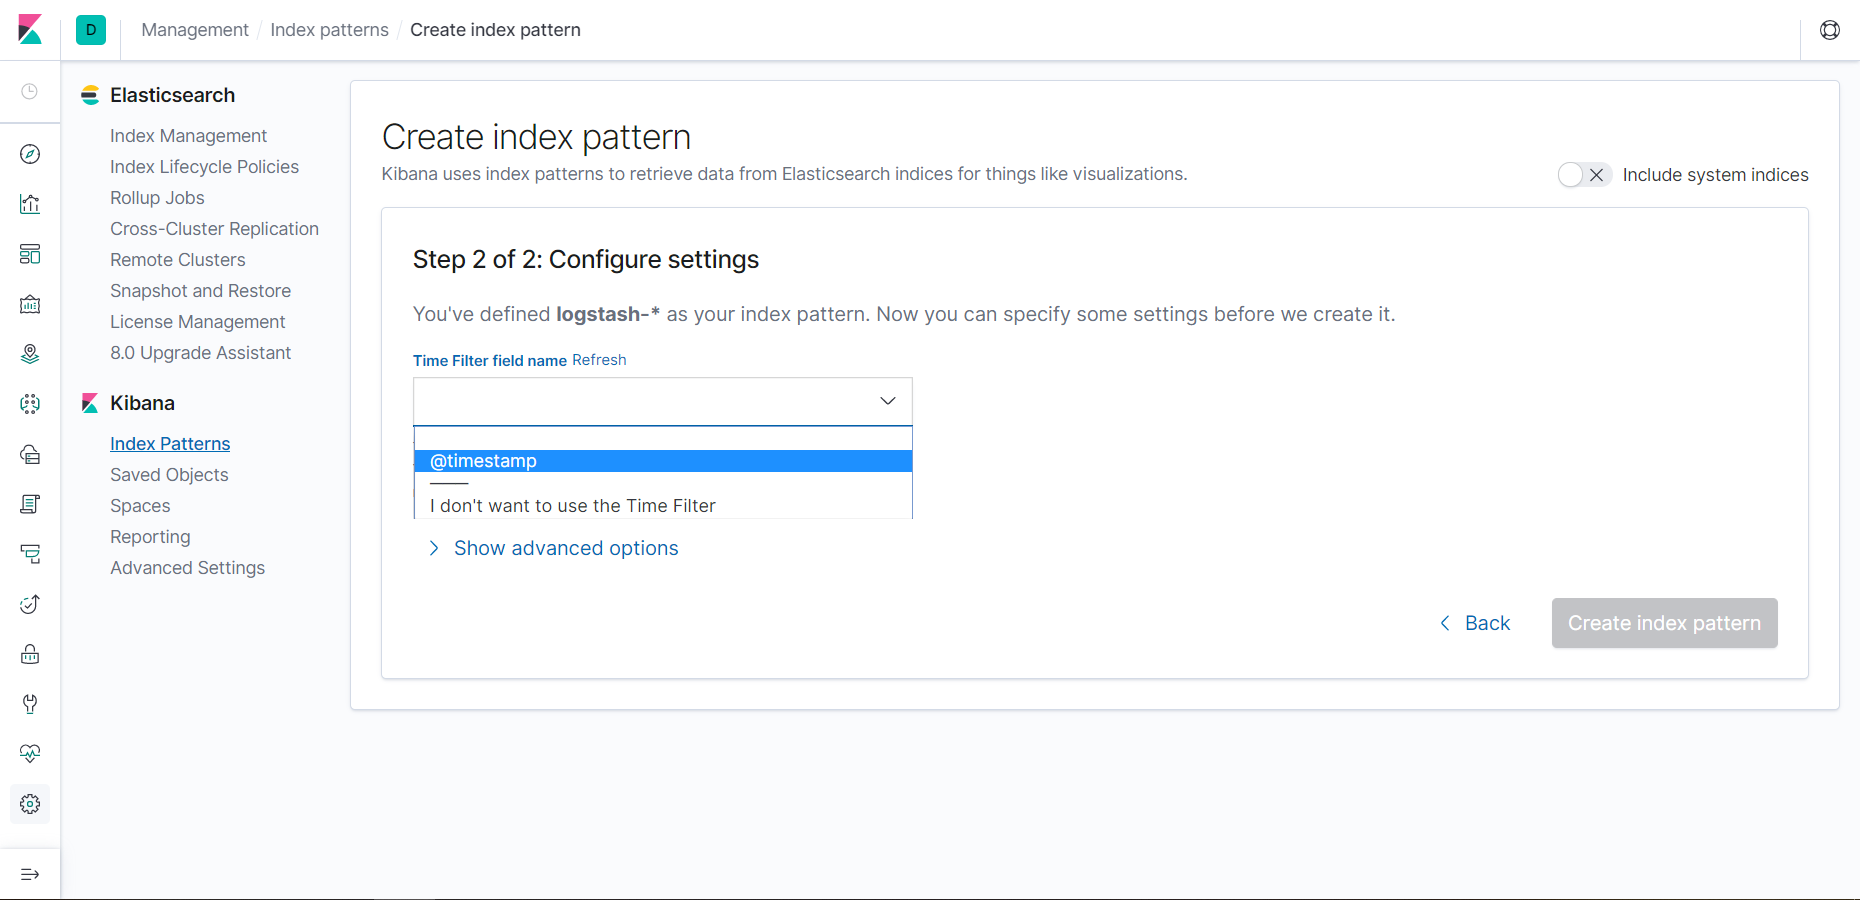 D
Management / Index patterns / Create index pattern
Elasticsearch
Index Management
Index Lifecycle Policies
Rollup Jobs
Cross-Cluster Replication
Remote Clusters
Snapshot and Restore
License Management
8.0 Upgrade Assistant
Kibana
Index Patterns
Saved Objects
Spaces
Reporting
Advanced Settings
Create index pattern
Kibana uses index patterns to retrieve data from Elasticsearch indices for things like visualizations.
Include system indices
Step 2 of 2: Configure settings
You've defined logstash-* as your index pattern. Now you can specify some settings before we create it.
Time Filter field name Refresh
@timestamp
I don't want to use the Time Filter
Show advanced options
Back
Create index pattern